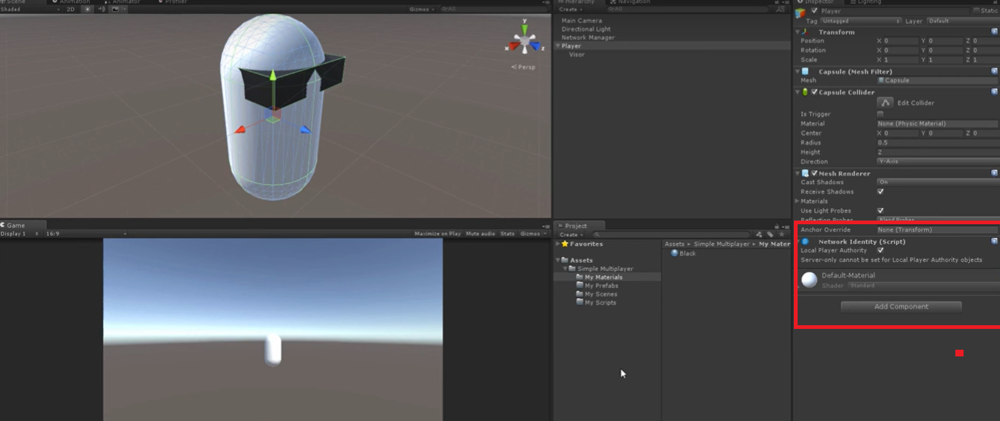 Scene Animation Animator Profiler
Shaded 2D Gizmos All
y
x z
Persp
Game
Display 1 16:9 Maximize on Play Mute audio Stats Gizmos
Hierarchy Navigation
Create All
Main Camera
Directional Light
Network Manager
Player
Visor
Project
Create
Favorites
Assets
Simple Multiplayer
My Materials
My Prefabs
My Scenes
My Scripts
Assets Simple Multiplayer My Mater
Black
Inspector Lighting
Player Static
Tag Untagged Layer Default
Transform
Position X 0 Y 0 Z 0
Rotation X 0 Y 0 Z 0
Scale X 1 Y 1 Z 1
Capsule (Mesh Filter)
Mesh Capsule
Capsule Collider
Edit Collider
Is Trigger
Material None (Physic Material)
Center X 0 Y 0 Z 0
Radius 0.5
Height 2
Direction Y-Axis
Mesh Renderer
Cast Shadows On
Receive Shadows
Materials
Use Light Probes
Reflection Probes Blend Probes
Anchor Override None (Transform)
Network Identity (Script)
Local Player Authority
Server-only cannot be set for Local Player Authority objects
Default-Material
Shader Standard
Add Component